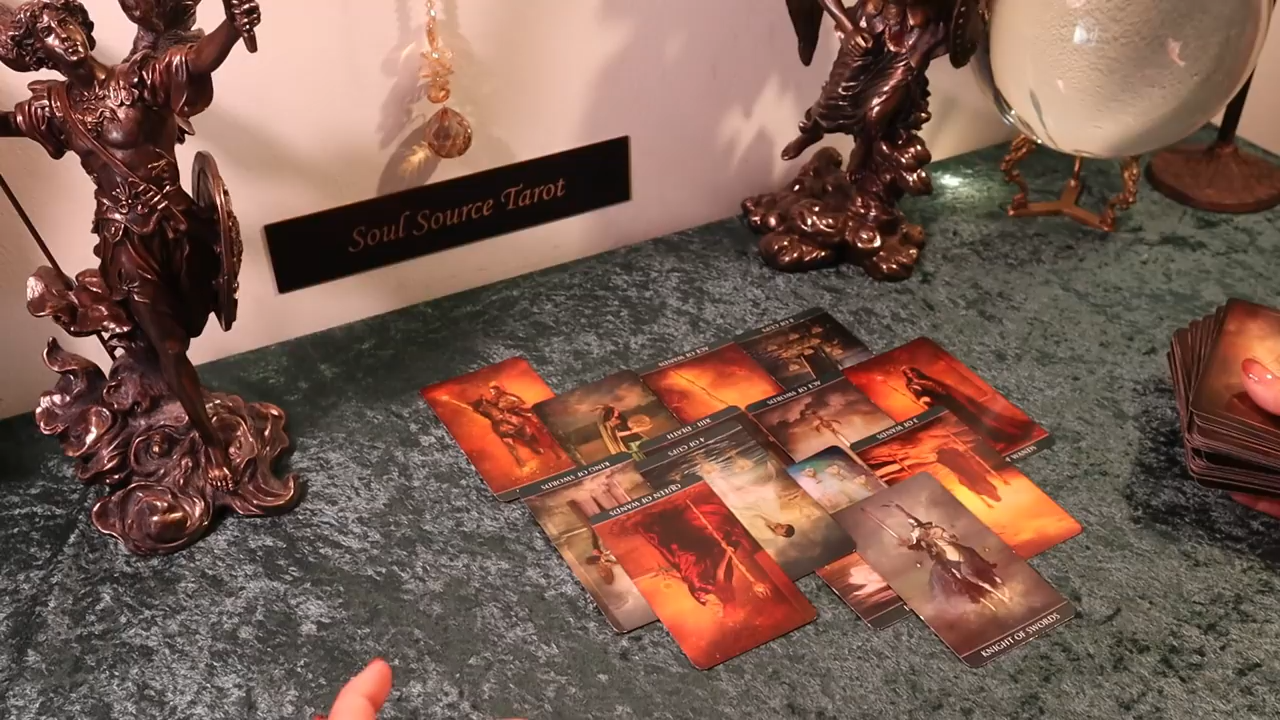 Soul Source Tarot
ACE OF WANDS
ACE OF SWORDS
XIII · DEATH
3 OF WANDS
4 OF CUPS
KING OF SWORDS
QUEEN OF WANDS
WANDS
KNIGHT OF SWORDS